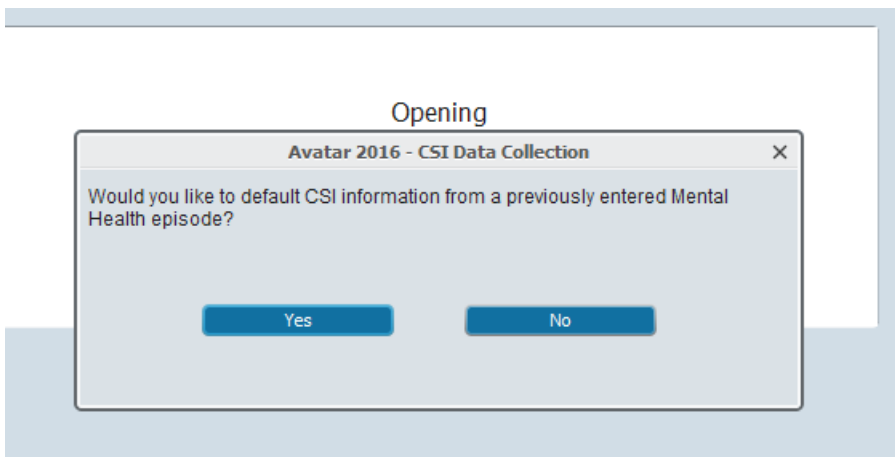 Opening
Avatar 2016 - CSI Data Collection
Would you like to default CSI information from a previously entered Mental
Health episode?
Yes No